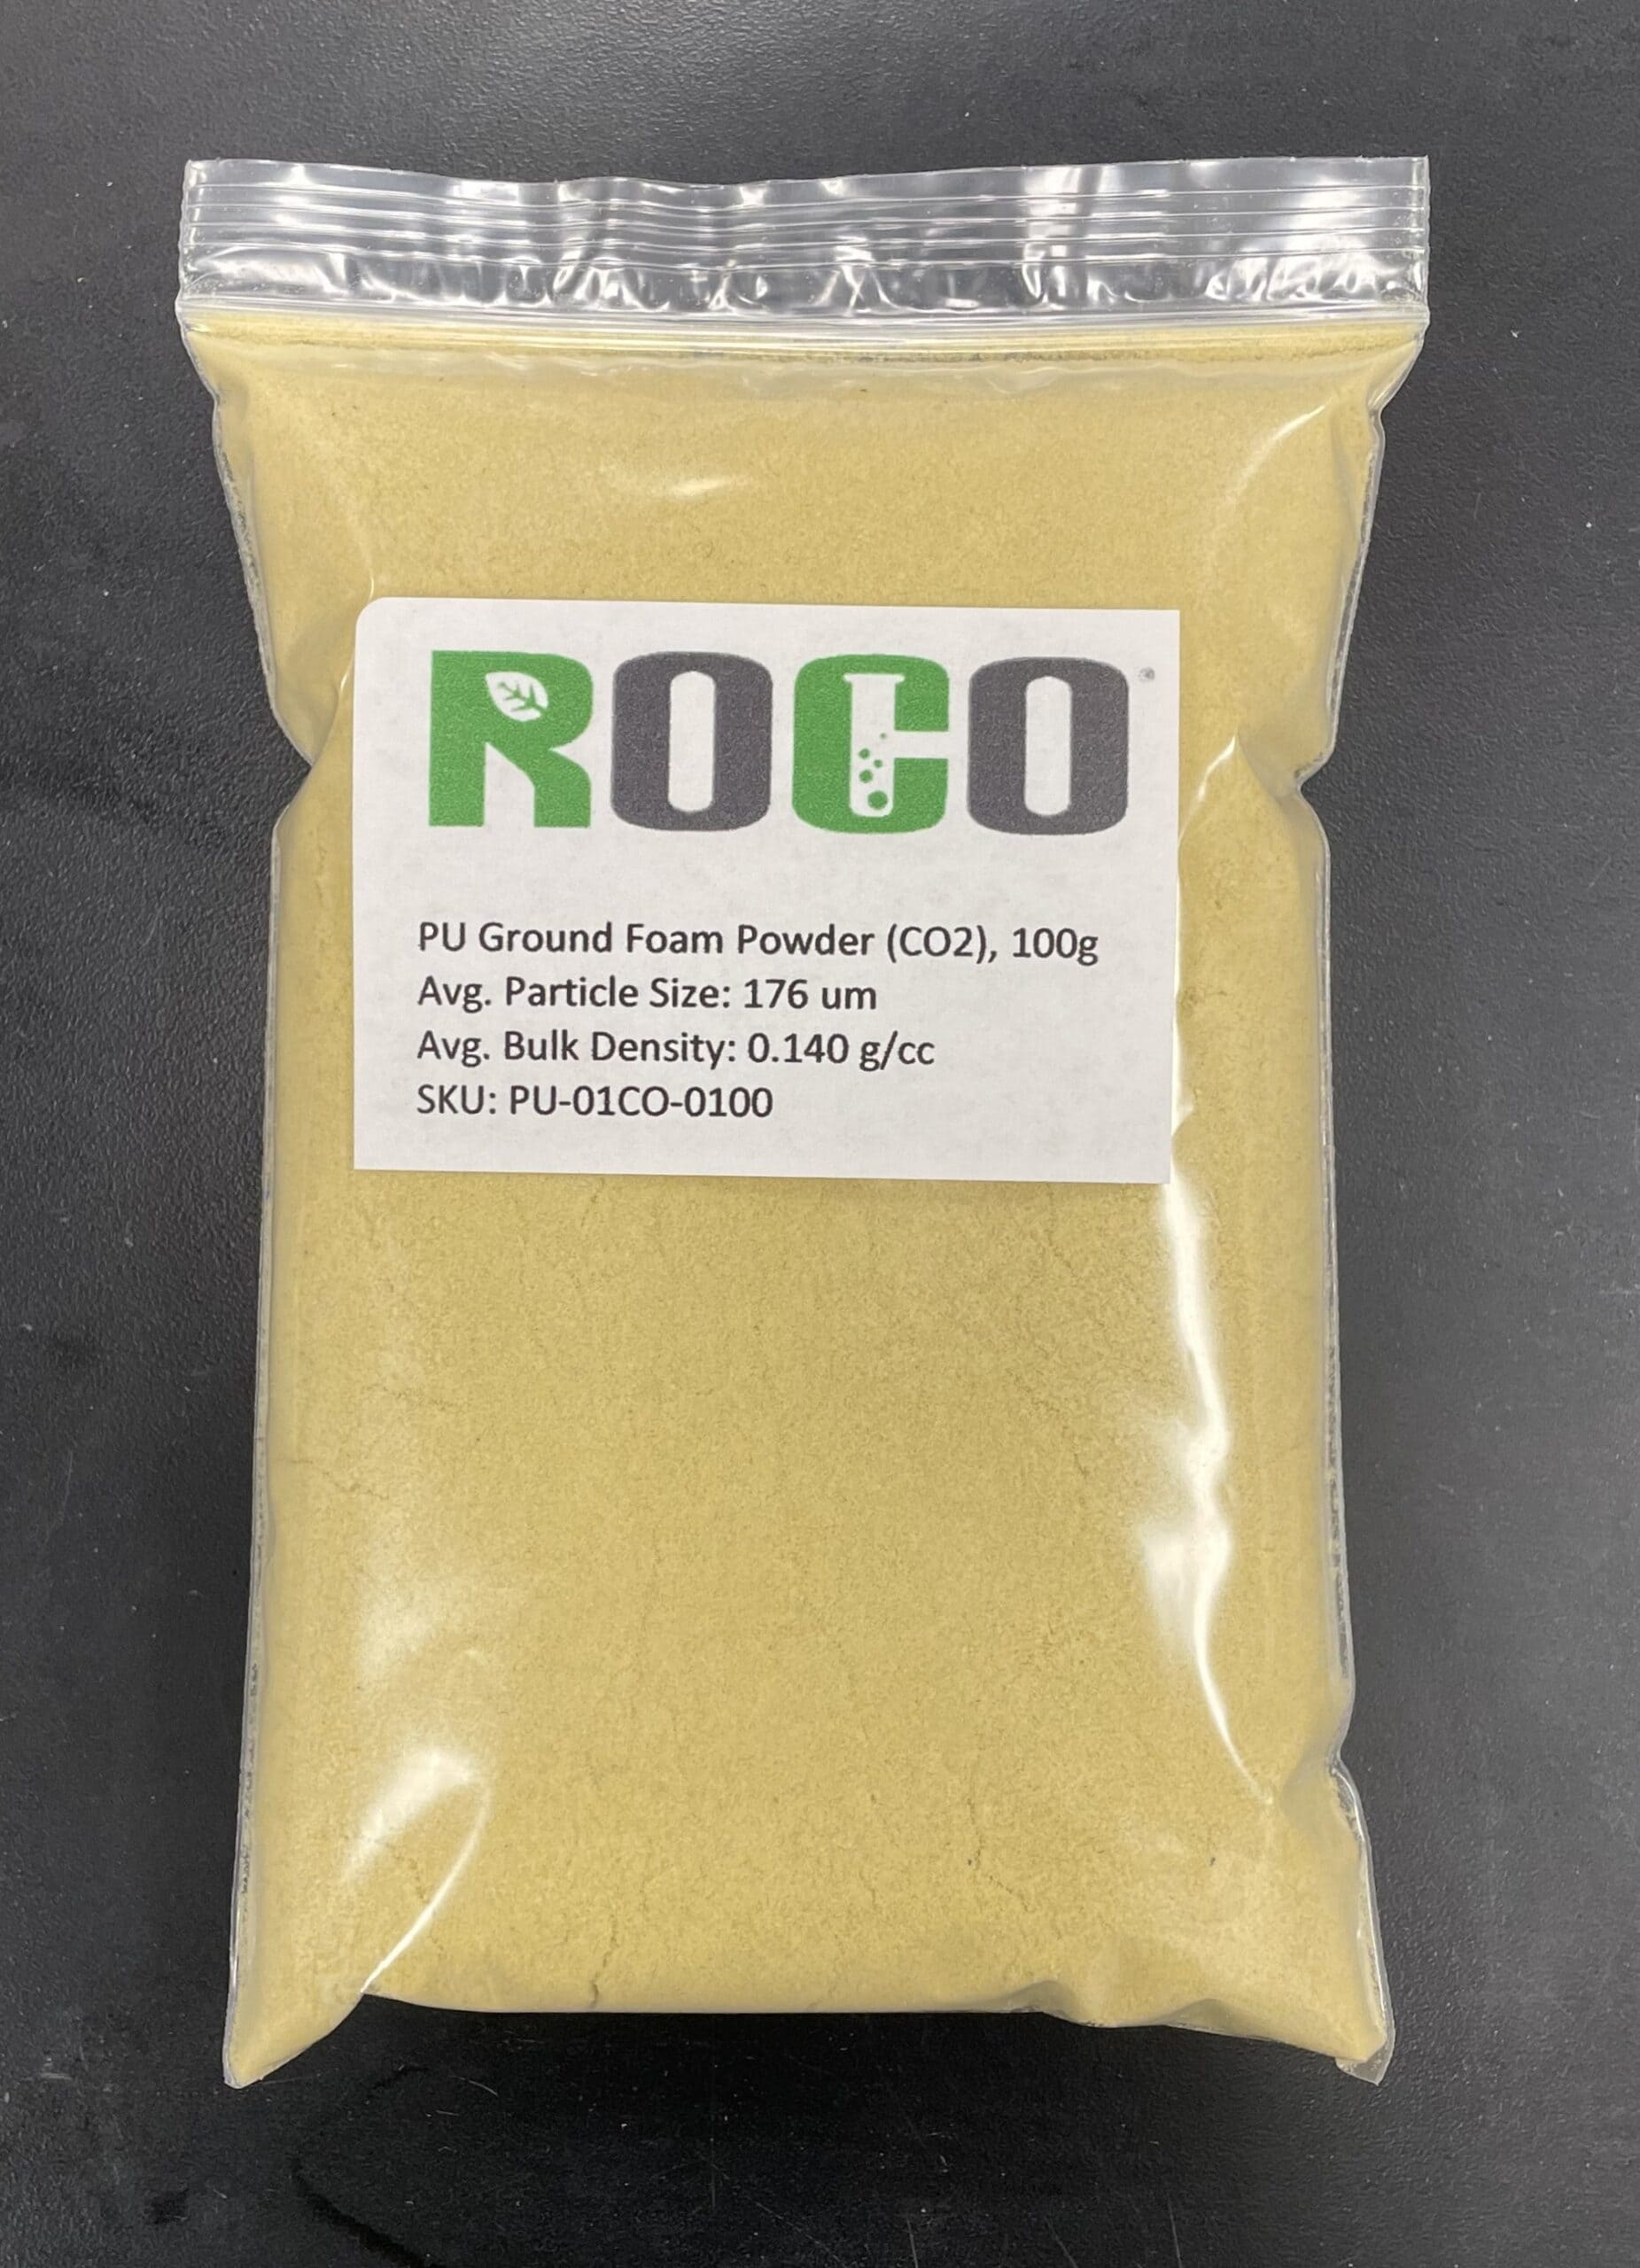 ROCO
PU Ground Foam Powder (CO2), 100g
Avg. Particle Size: 176 um
Avg. Bulk Density: 0.140 g/cc
SKU: PU-01CO-0100